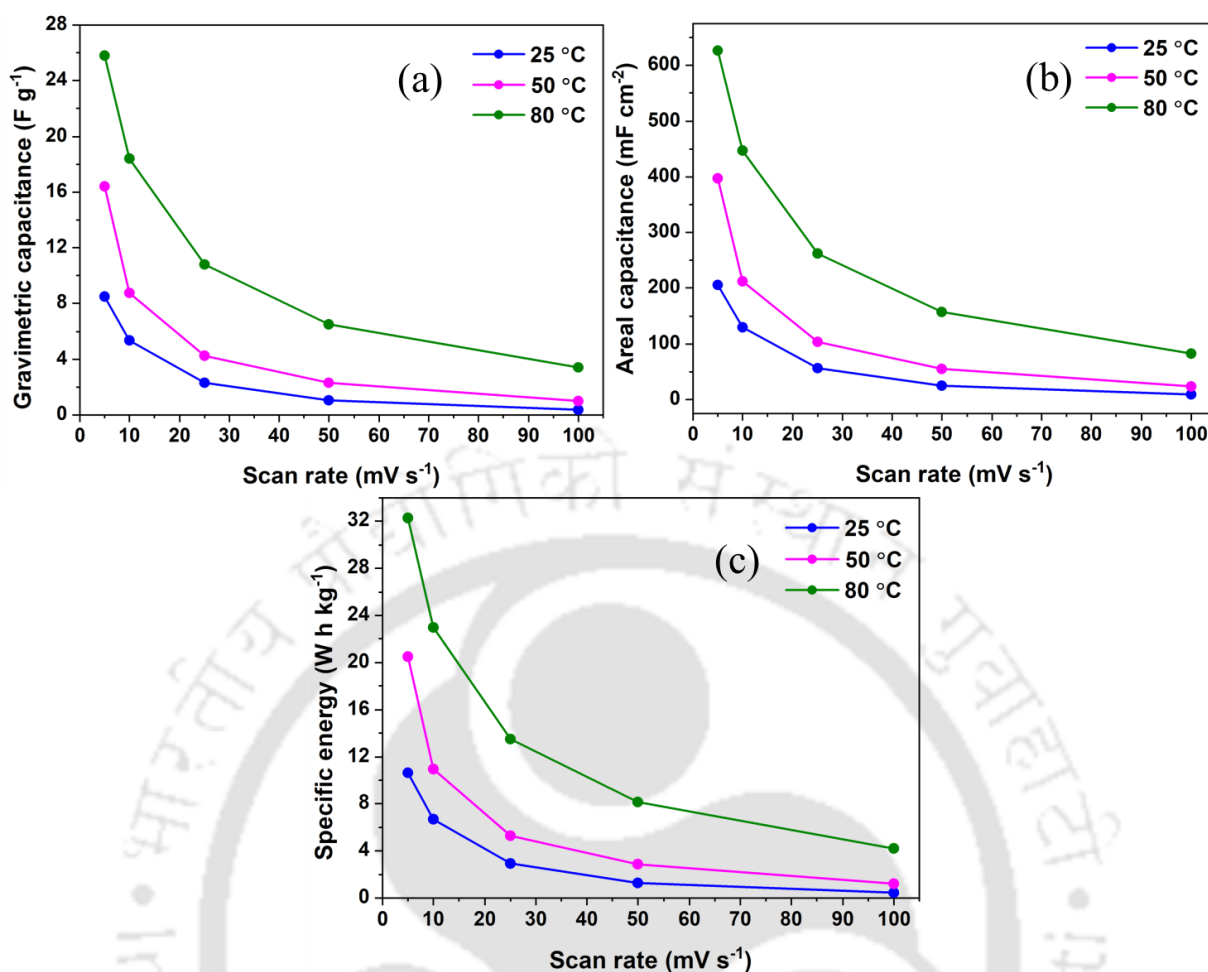 28
24
20
16
12
8
4
0
Gravimetric capacitance (F g⁻¹)
(a)
25 °C
50 °C
80 °C
0 10 20 30 40 50 60 70 80 90 100
Scan rate (mV s⁻¹)
600
500
400
300
200
100
0
Areal capacitance (mF cm⁻²)
(b)
25 °C
50 °C
80 °C
0 10 20 30 40 50 60 70 80 90 100
Scan rate (mV s⁻¹)
32
28
24
20
16
12
8
4
0
Specific energy (W h kg⁻¹)
(c)
25 °C
50 °C
80 °C
0 10 20 30 40 50 60 70 80 90 100
Scan rate (mV s⁻¹)
भारतीय प्रौद्योगिकी संस्थान गुवाहाटी